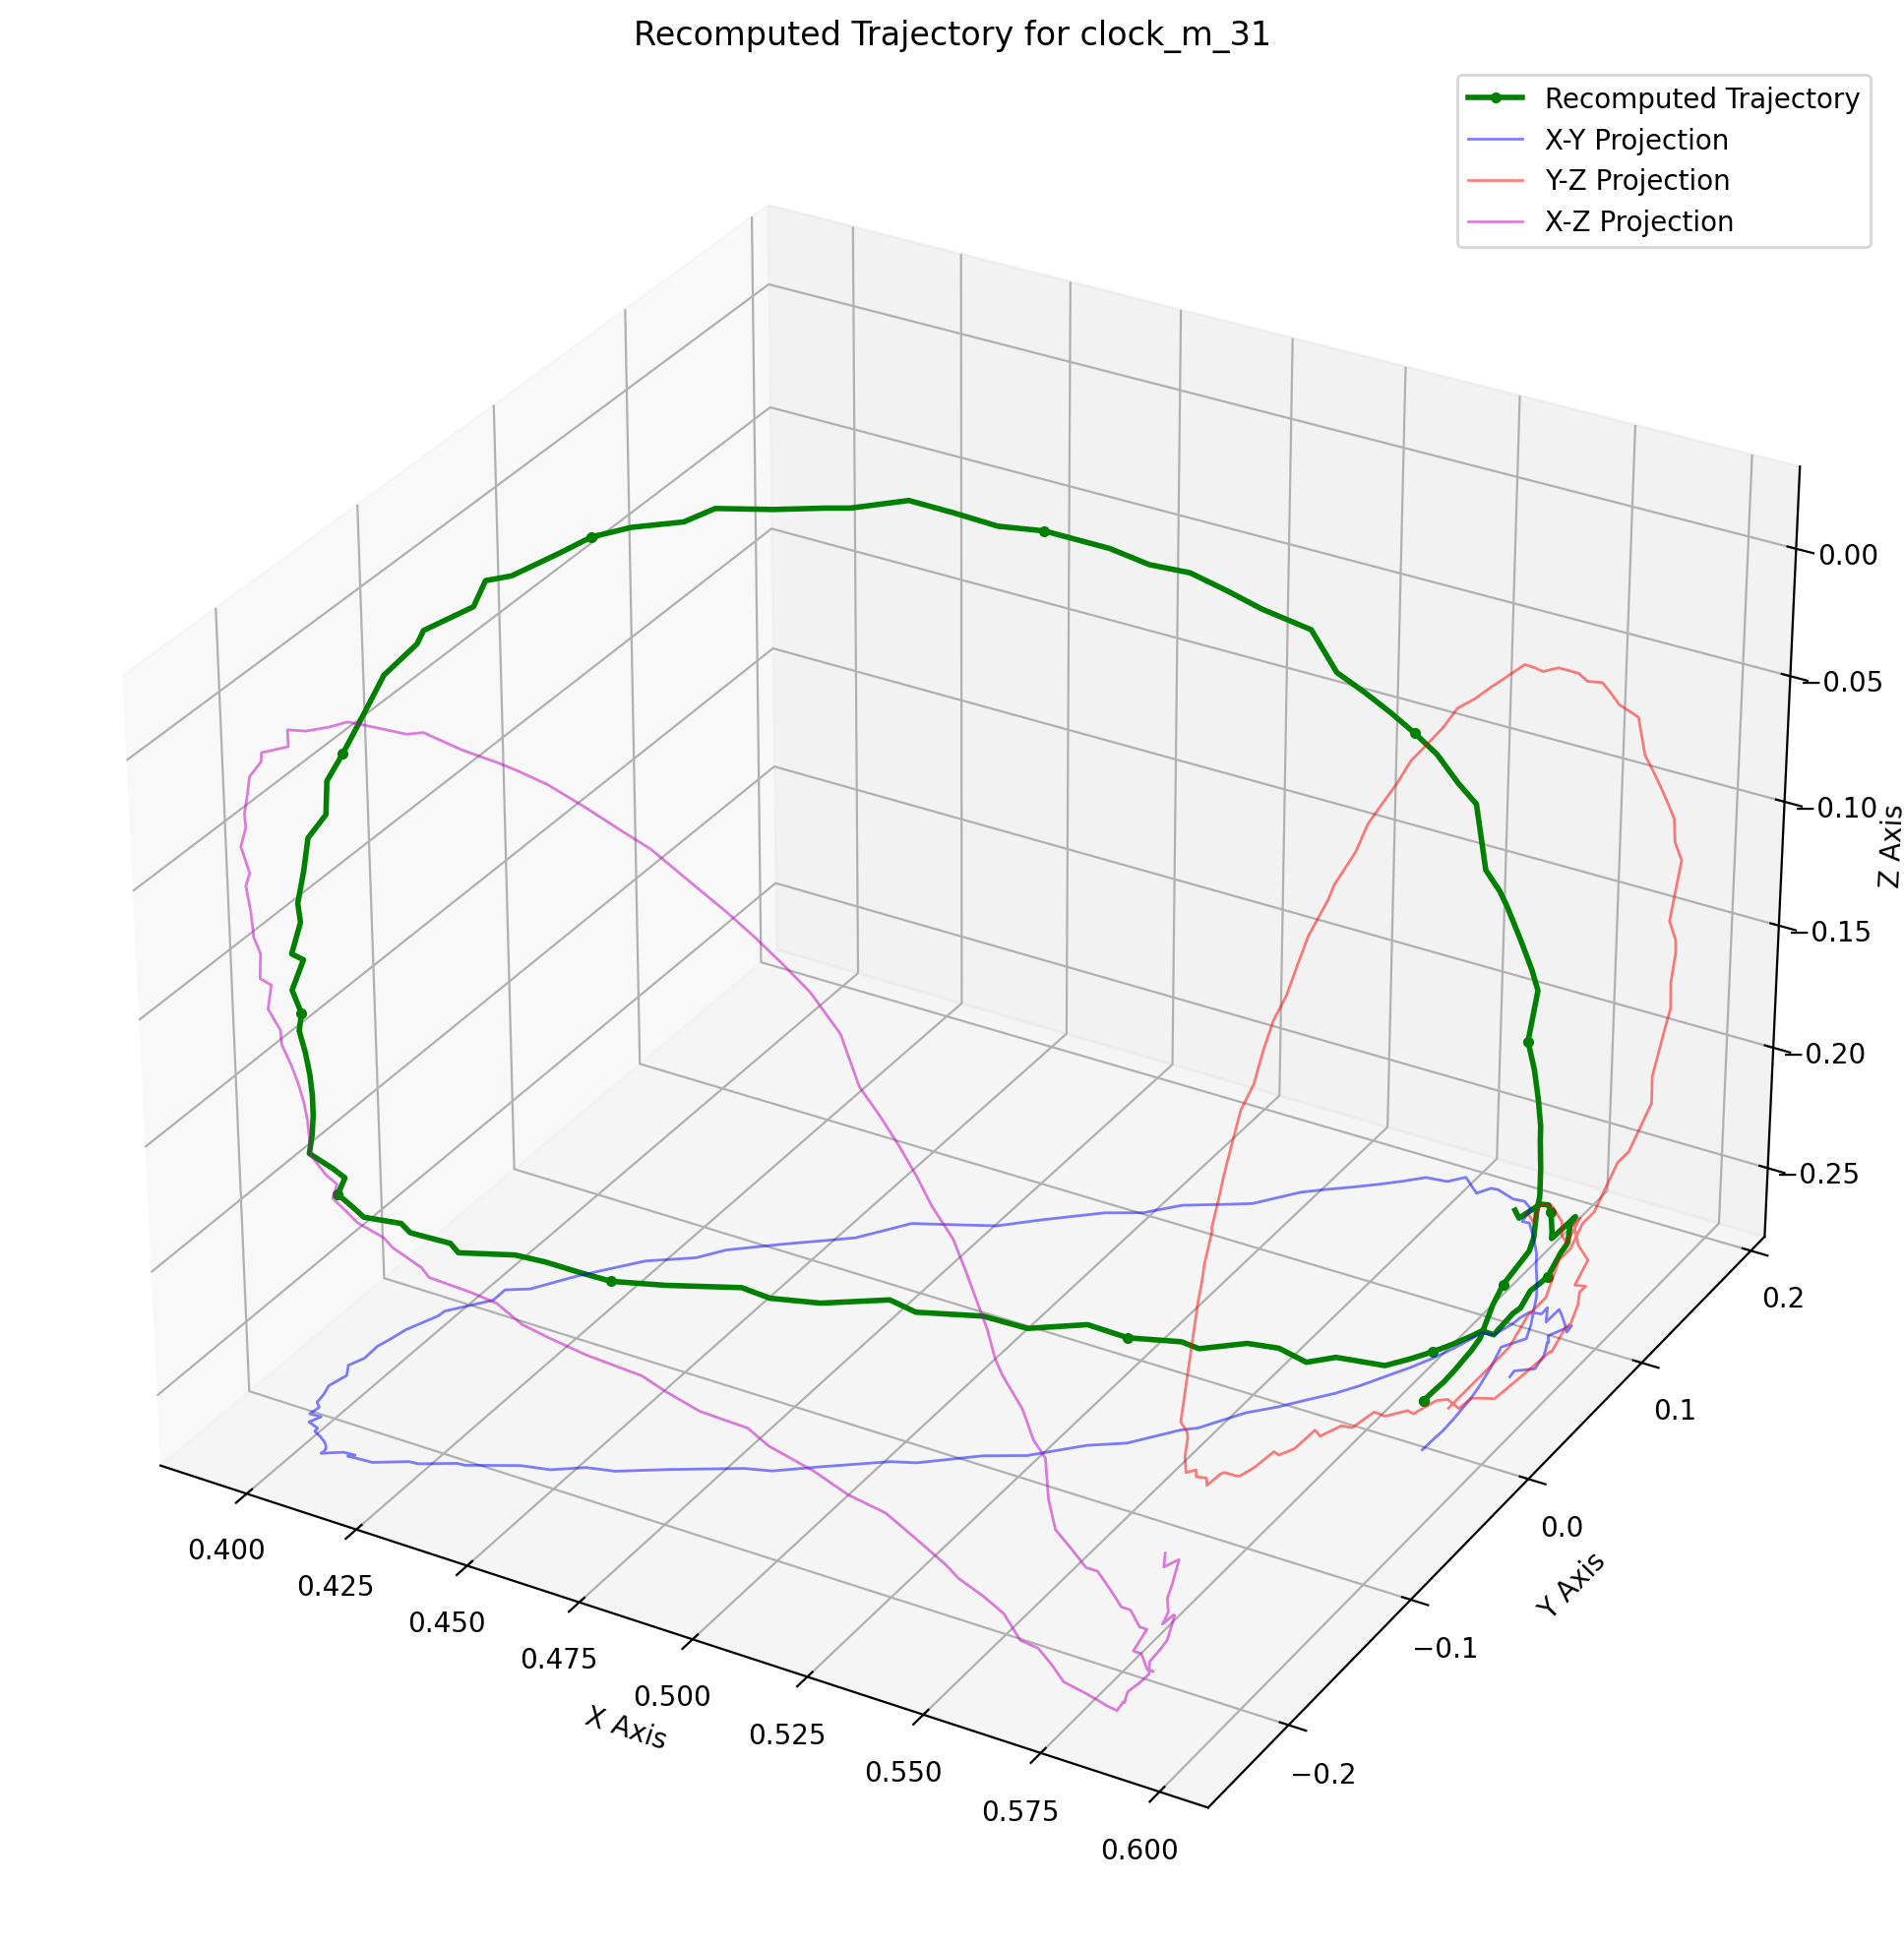 Recomputed Trajectory for clock_m_31
Recomputed Trajectory
X-Y Projection
Y-Z Projection
X-Z Projection
0.00
−0.05
−0.10
−0.15
−0.20
−0.25
Z Axis
0.2
0.1
0.0
−0.1
−0.2
Y Axis
0.400
0.425
0.450
0.475
0.500
0.525
0.550
0.575
0.600
X Axis